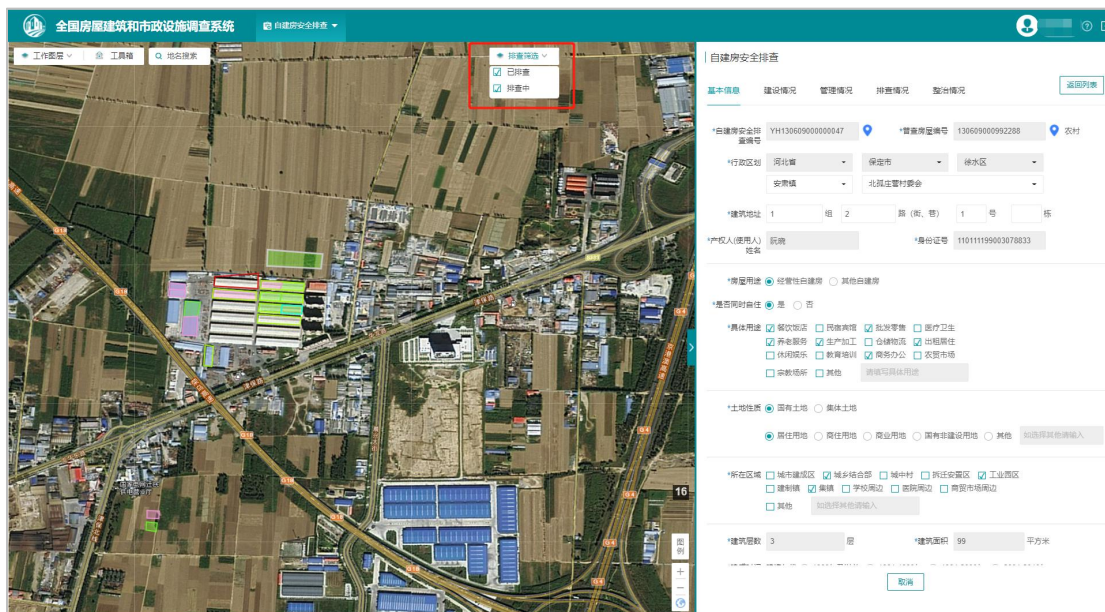 全国房屋建筑和市政设施调查系统
自建房安全排查
工作图层
工具箱
地名搜索
排查筛选
已排查
排查中
G18
G18
G18
G18
G4
G4
G4
津保路
津保路
16
图例
自建房安全排查
基本信息 建设情况 管理情况 排查情况 整治情况 返回列表
*自建房安全排查编号 YH130609000000047 *普查房屋编号 130609000992288 农村
*行政区划 河北省 保定市 徐水区
安肃镇 北孤庄营村委会
*建筑地址 1 组 2 路（街、巷） 1 号 栋
*产权人(使用人)姓名 阮晓 *身份证号 110111199003078833
*房屋用途 经营性自建房 其他自建房
*是否同时自住 是 否
*具体用途 餐饮饭店 民宿宾馆 批发零售 医疗卫生
养老服务 生产加工 仓储物流 出租居住
休闲娱乐 教育培训 商务办公 农贸市场
宗教场所 其他 请填写具体用途
*土地性质 国有土地 集体土地
居住用地 商住用地 商业用地 国有非建设用地 其他 如选择其他请输入
*所在区域 城市建成区 城乡结合部 城中村 拆迁安置区 工业园区
建制镇 集镇 学校周边 医院周边 商贸市场周边
其他 如选择其他请输入
*建筑层数 3 层 *建筑面积 99 平方米
取消